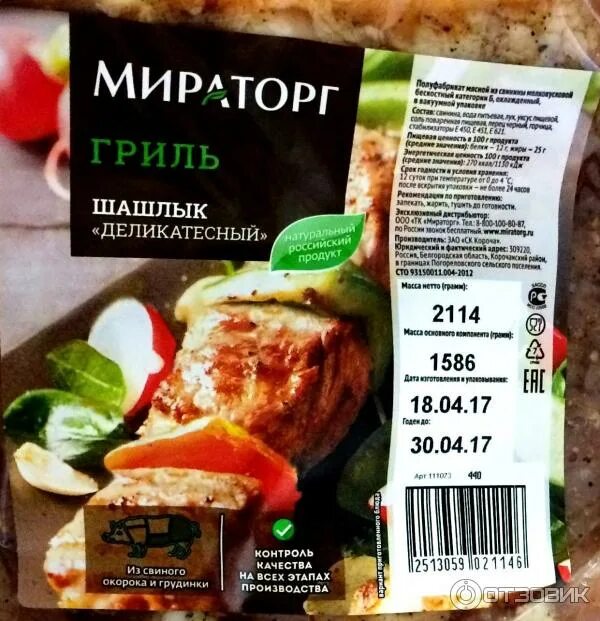 МИРАТОРГ
ГРИЛЬ
ШАШЛЫК
«ДЕЛИКАТЕСНЫЙ»
натуральный
российский
продукт
Полуфабрикат мясной из свинины мелкокусковой
бескостный категории Б, охлажденный,
в вакуумной упаковке
Состав: свинина, вода питьевая, лук, уксус пищевой,
соль поваренная пищевая, перец черный, горчица,
стабилизаторы Е 450, Е 451, Е 621.
Пищевая ценность в 100 г продукта
(средние значения): белки – 12 г, жиры – 25 г
Энергетическая ценность 100 г продукта
(средние значения): 270 ккал/1130 кДж
Срок годности и условия хранения:
12 суток при температуре от 0 до 4 °С;
после вскрытия упаковки – не более 24 часов
Рекомендации по приготовлению:
запекать, жарить, тушить до готовности.
Эксклюзивный дистрибьютор:
ООО «ТК «Мираторг». Тел.: 8-800-100-80-87,
по России звонок бесплатный. www.miratorg.ru
Производитель: ЗАО «СК Короча».
Юридический и фактический адрес: 309220,
Россия, Белгородская область, Корочанский район,
в границах Погореловского сельского поселения.
СТО 93150011.004-2012
Масса нетто (грамм):
2114
Масса основного компонента (грамм):
1586
Дата изготовления и упаковывания:
18.04.17
Годен до:
30.04.17
Арт.111073 440
2513059 021146
ЕАС
вариант приготовленного блюда
Из свиного
окорока и грудинки
КОНТРОЛЬ
КАЧЕСТВА
НА ВСЕХ ЭТАПАХ
ПРОИЗВОДСТВА
ОТЗОВИК